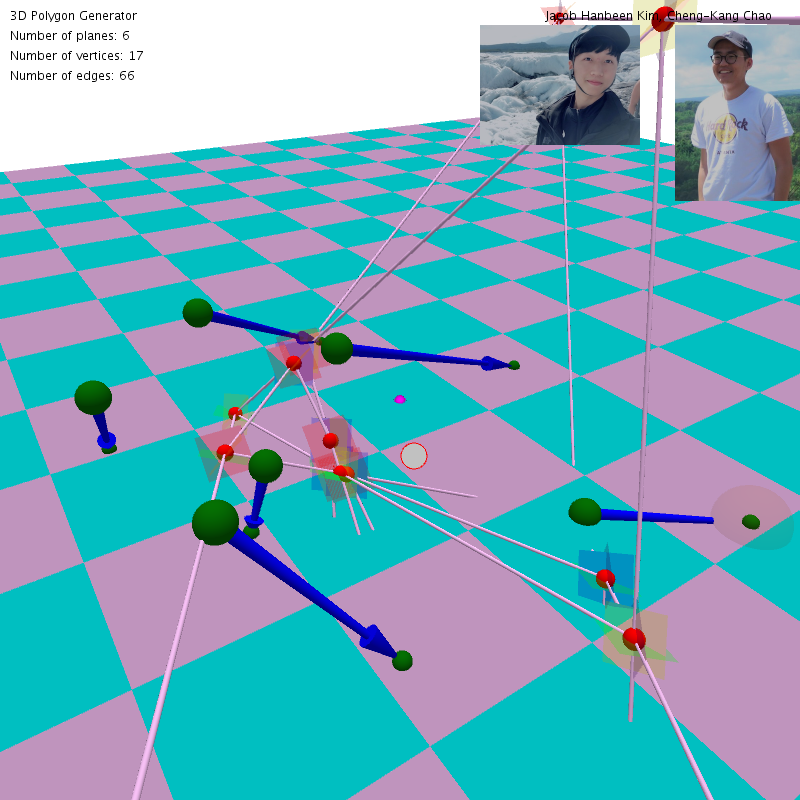 3D Polygon Generator
Jacob Hanbeen Kim, Cheng-Kang Chao
Number of planes: 6
Number of vertices: 17
Number of edges: 66